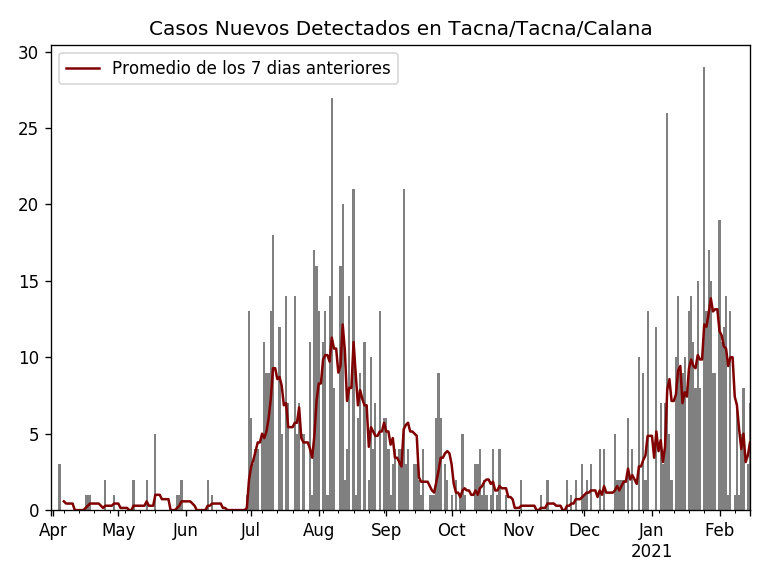 Casos Nuevos Detectados en Tacna/Tacna/Calana
Promedio de los 7 dias anteriores
30
25
20
15
10
5
0
Apr May Jun Jul Aug Sep Oct Nov Dec Jan Feb
2021